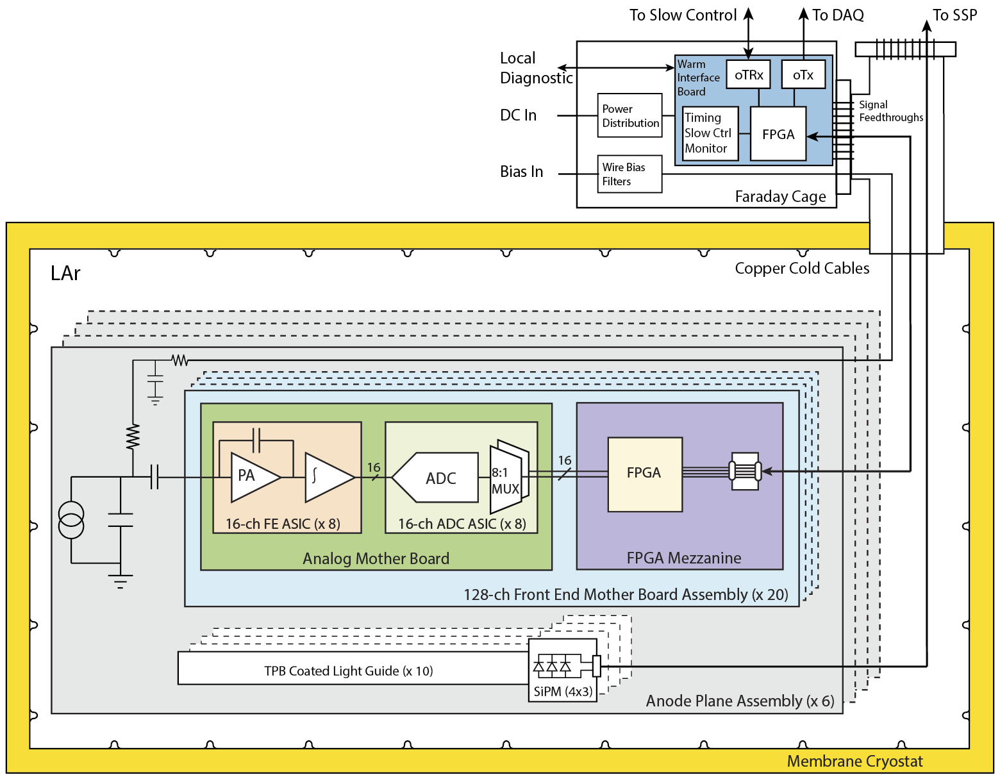 To Slow Control
To DAQ
To SSP
Local
Diagnostic
Warm
Interface
Board
oTRx
oTx
Signal
Feedthroughs
DC In
Power
Distribution
Timing
Slow Ctrl
Monitor
FPGA
Bias In
Wire Bias
Filters
Faraday Cage
LAr
Copper Cold Cables
PA
∫
16
ADC
8:1
MUX
16
FPGA
16-ch FE ASIC (x 8)
16-ch ADC ASIC (x 8)
Analog Mother Board
FPGA Mezzanine
128-ch Front End Mother Board Assembly (x 20)
TPB Coated Light Guide (x 10)
SiPM (4x3)
Anode Plane Assembly (x 6)
Membrane Cryostat